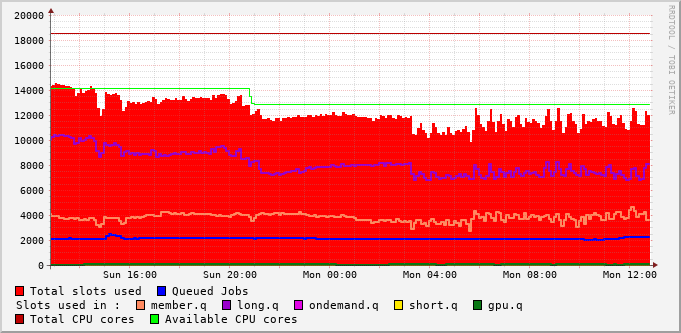 20000
18000
16000
14000
12000
10000
8000
6000
4000
2000
0
Sun 16:00 Sun 20:00 Mon 00:00 Mon 04:00 Mon 08:00 Mon 12:00
RRDTOOL / TOBI OETIKER
Total slots used Queued Jobs
Slots used in : member.q long.q ondemand.q short.q gpu.q
Total CPU cores Available CPU cores